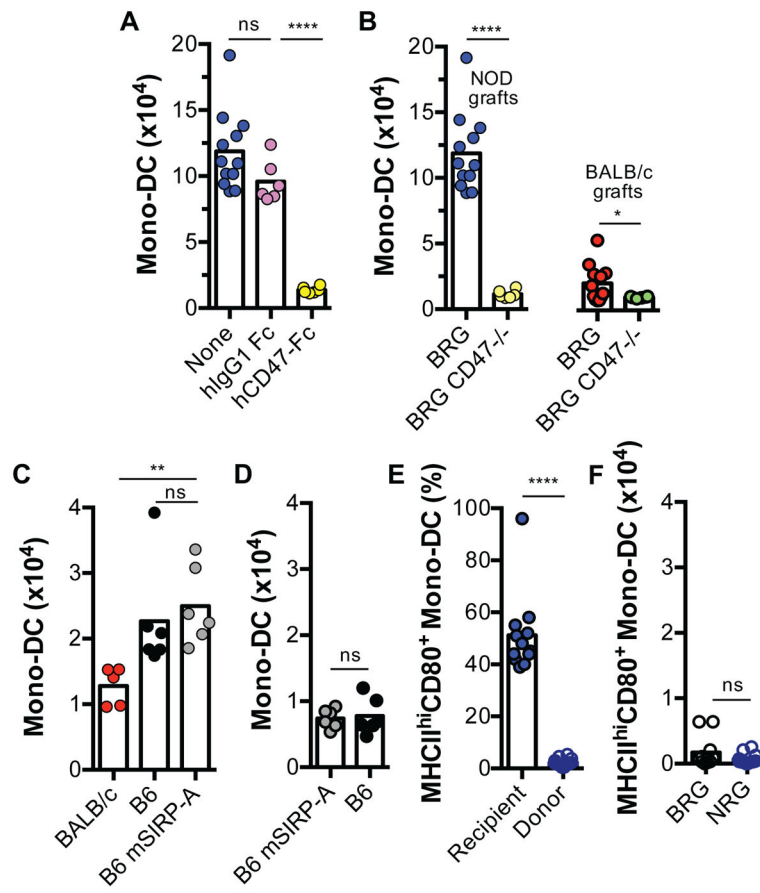 A
Mono-DC (x10⁴)
20
15
10
5
0
ns
****
None
hIgG1 Fc
hCD47-Fc
B
Mono-DC (x10⁴)
20
15
10
5
0
****
NOD
grafts
BALB/c
grafts
*
BRG
BRG CD47-/-
BRG
BRG CD47-/-
C
Mono-DC (x10⁴)
4
3
2
1
0
**
ns
BALB/c
B6
B6 mSIRP-A
D
Mono-DC (x10⁴)
4
3
2
1
0
ns
B6 mSIRP-A
B6
E
MHCIIʰⁱCD80⁺ Mono-DC (%)
100
80
60
40
20
0
****
Recipient
Donor
F
MHCIIʰⁱCD80⁺ Mono-DC (x10⁴)
4
3
2
1
0
ns
BRG
NRG